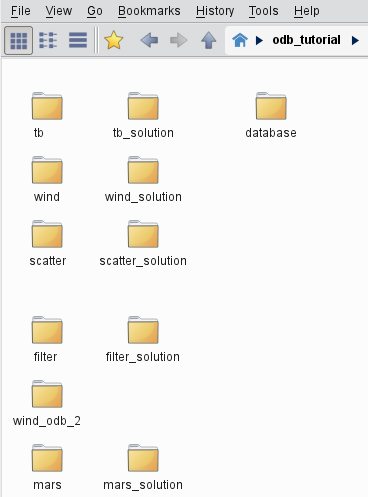 File View Go Bookmarks History Tools Help
odb_tutorial
tb tb_solution database
wind wind_solution
scatter scatter_solution
filter filter_solution
wind_odb_2
mars mars_solution